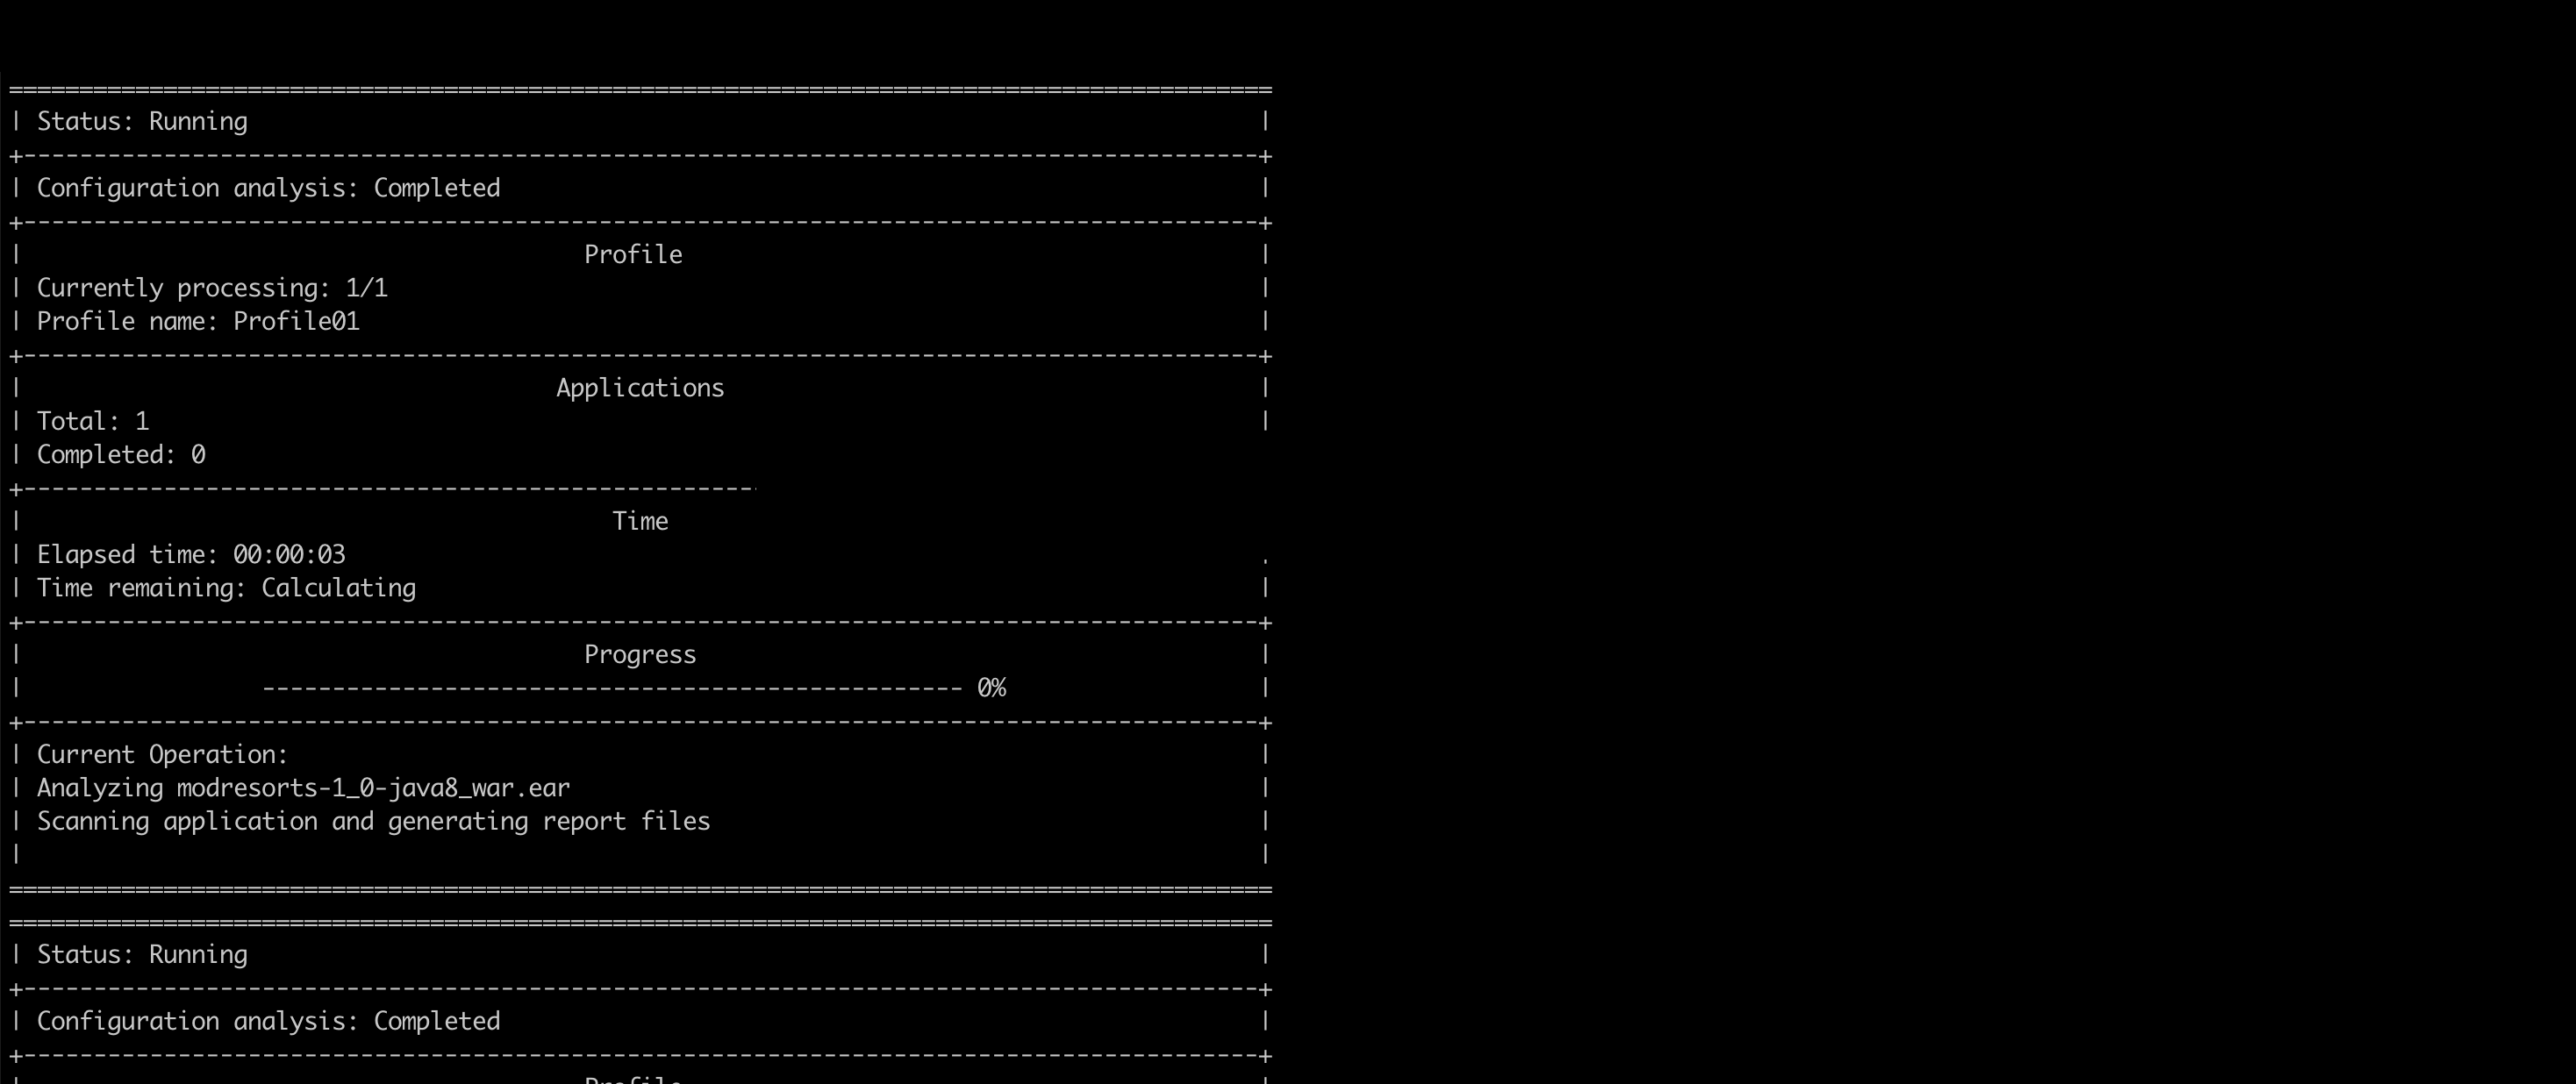 ==========================================================================================
| Status: Running |
+----------------------------------------------------------------------------------------+
| Configuration analysis: Completed |
+----------------------------------------------------------------------------------------+
| Profile |
| Currently processing: 1/1 |
| Profile name: Profile01 |
+----------------------------------------------------------------------------------------+
| Applications |
| Total: 1 |
| Completed: 0
+----------------------------------------------------
| Time
| Elapsed time: 00:00:03
| Time remaining: Calculating |
+----------------------------------------------------------------------------------------+
| Progress |
| -------------------------------------------------- 0% |
+----------------------------------------------------------------------------------------+
| Current Operation: |
| Analyzing modresorts-1_0-java8_war.ear |
| Scanning application and generating report files |
| |
==========================================================================================
==========================================================================================
| Status: Running |
+----------------------------------------------------------------------------------------+
| Configuration analysis: Completed |
+----------------------------------------------------------------------------------------+
| Profile |